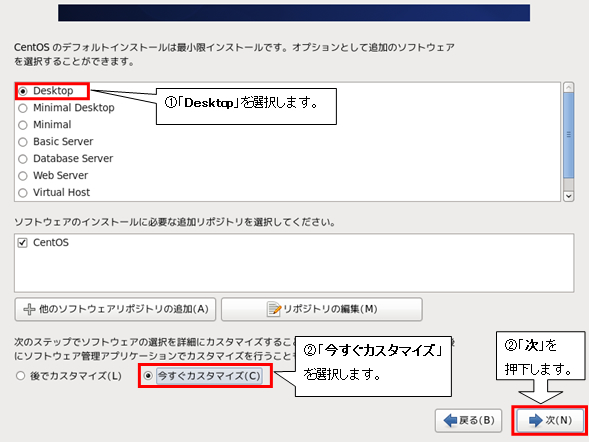 CentOS のデフォルトインストールは最小限インストールです。オプションとして追加のソフトウェア
を選択することができます。
Desktop
①「Desktop」を選択します。
Minimal Desktop
Minimal
Basic Server
Database Server
Web Server
Virtual Host
ソフトウェアのインストールに必要な追加リポジトリを選択してください。
CentOS
他のソフトウェアリポジトリの追加(A)
リポジトリの編集(M)
次のステップでソフトウェアの選択を詳細にカスタマイズするこ
後
にソフトウェア管理アプリケーションでカスタマイズを行うこと
②「今すぐカスタマイズ」
を選択します。
②「次」を
押下します。
後でカスタマイズ(L)
今すぐカスタマイズ(C)
戻る(B)
次(N)